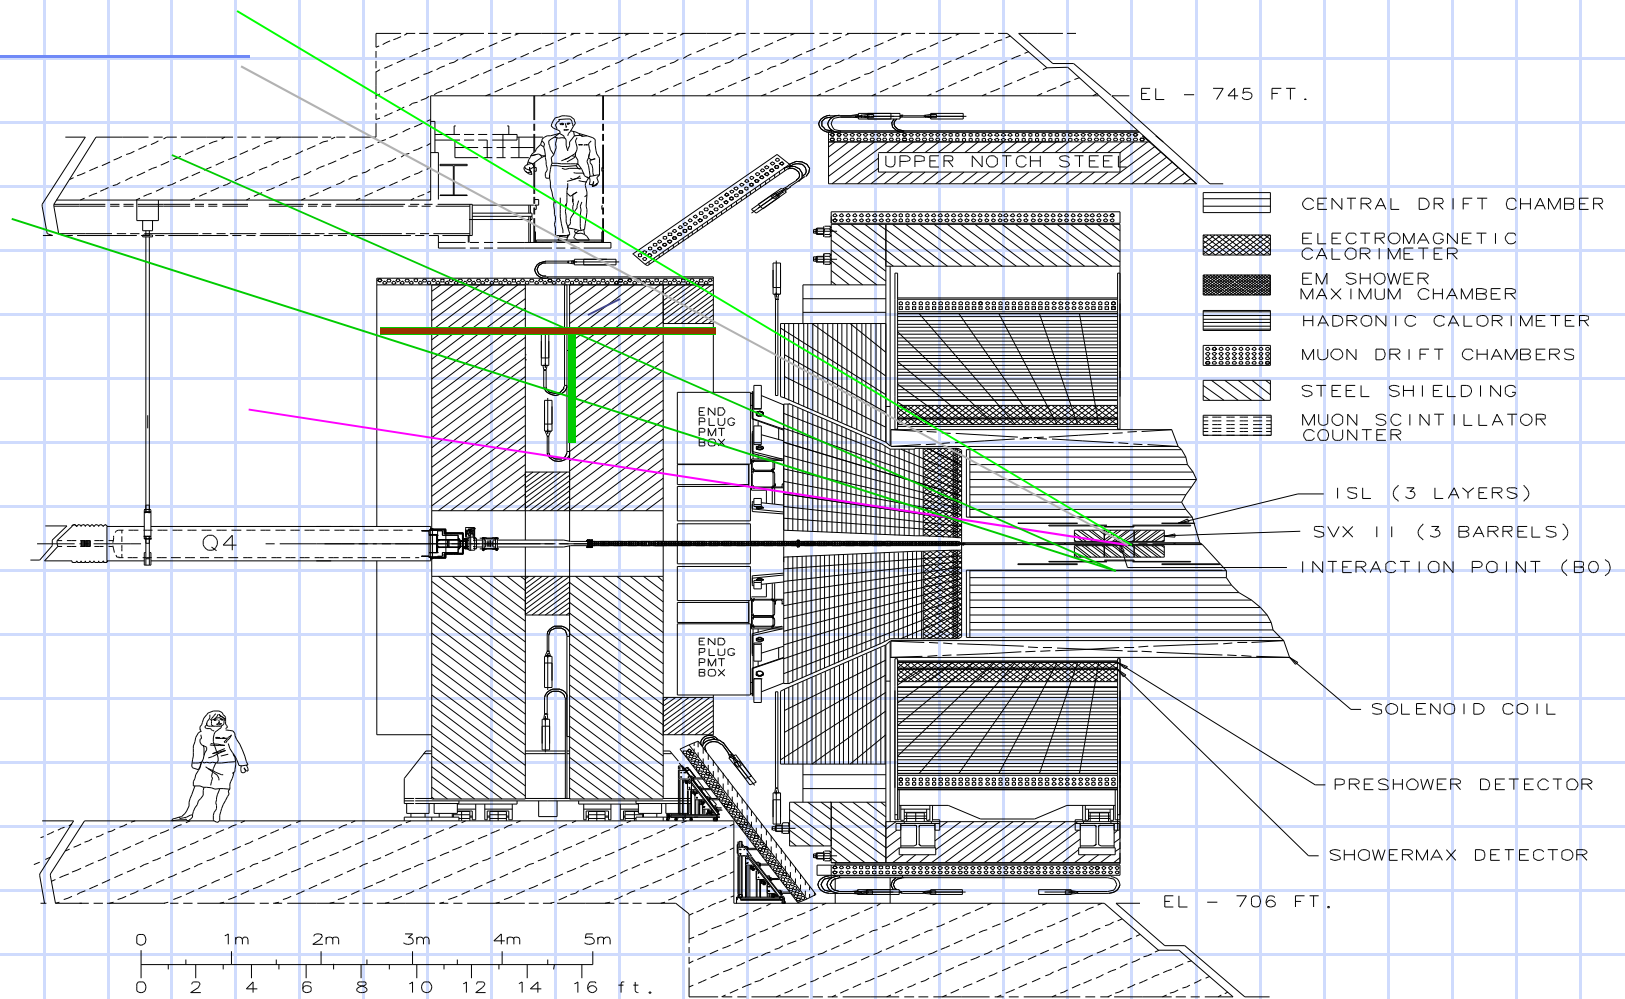 EL - 745 FT.
UPPER NOTCH STEEL
CENTRAL DRIFT CHAMBER
ELECTROMAGNETIC
CALORIMETER
EM SHOWER
MAXIMUM CHAMBER
HADRONIC CALORIMETER
MUON DRIFT CHAMBERS
STEEL SHIELDING
MUON SCINTILLATOR
COUNTER
END
PLUG
PMT
BOX
ISL (3 LAYERS)
SVX II (3 BARRELS)
Q4
INTERACTION POINT (B0)
END
PLUG
PMT
BOX
SOLENOID COIL
PRESHOWER DETECTOR
SHOWERMAX DETECTOR
EL - 706 FT.
0 1m 2m 3m 4m 5m
0 2 4 6 8 10 12 14 16 ft.